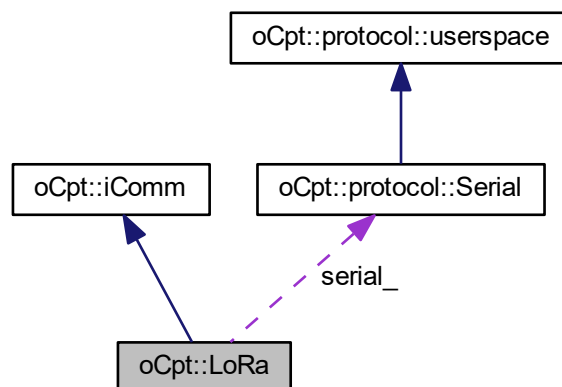 oCpt::protocol::userspace
oCpt::iComm
oCpt::protocol::Serial
serial_
oCpt::LoRa